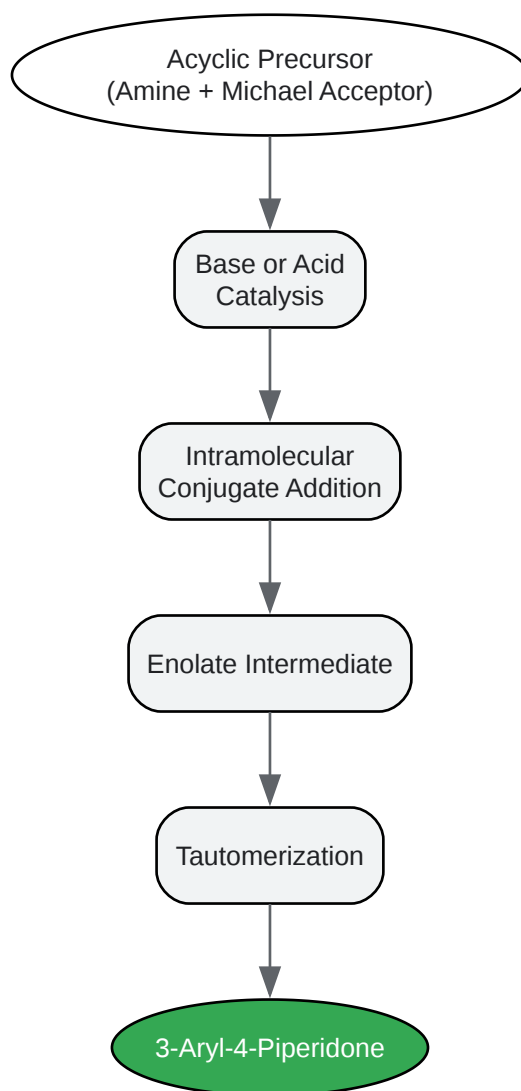 Acyclic Precursor
(Amine + Michael Acceptor)
Base or Acid
Catalysis
Intramolecular
Conjugate Addition
Enolate Intermediate
Tautomerization
3-Aryl-4-Piperidone